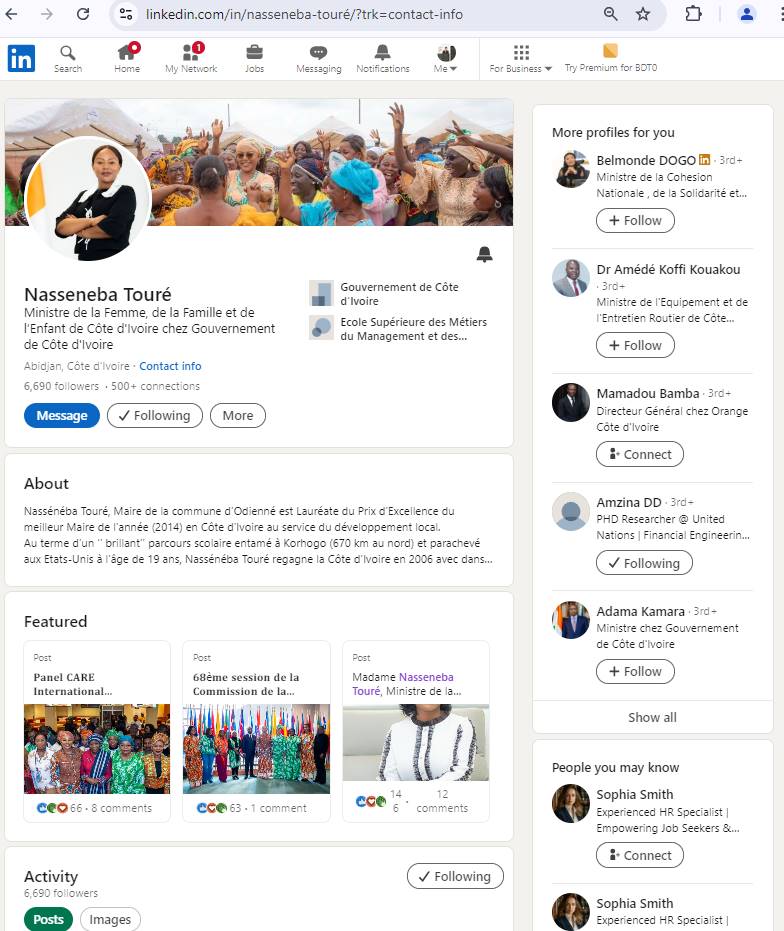 linkedin.com/in/nasseneba-touré/?trk=contact-info
in
Search
Home
1
My Network
Jobs
Messaging
Notifications
Me
For Business
Try Premium for BDT0
Nasseneba Touré
Ministre de la Femme, de la Famille et de
l'Enfant de Côte d'Ivoire chez Gouvernement
de Côte d'Ivoire
Abidjan, Côte d'Ivoire · Contact info
6,690 followers · 500+ connections
Message
Following
More
Gouvernement de Côte
d'Ivoire
Ecole Supérieure des Métiers
du Management et des...
About
Nassénéba Touré, Maire de la commune d'Odienné est Lauréate du Prix d'Excellence du
meilleur Maire de l'année (2014) en Côte d'Ivoire au service du développement local.
Au terme d'un '' brillant'' parcours scolaire entamé à Korhogo (670 km au nord) et parachevé
aux Etats-Unis à l'âge de 19 ans, Nassénéba Touré regagne la Côte d'Ivoire en 2006 avec dans...
Featured
Post
Panel CARE
International...
66 · 8 comments
Post
68ème session de la
Commission de la...
63 · 1 comment
Post
Madame Nasseneba
Touré, Ministre de la...
14
6 ·
12
comments
Activity
6,690 followers
Following
Posts
Images
More profiles for you
Belmonde DOGO in · 3rd+
Ministre de la Cohesion
Nationale , de la Solidarité et...
+ Follow
Dr Amédé Koffi Kouakou
· 3rd+
Ministre de l'Equipement et de
l'Entretien Routier de Côte...
+ Follow
Mamadou Bamba · 3rd+
Directeur Général chez Orange
Côte d'Ivoire
Connect
Amzina DD · 3rd+
PHD Researcher @ United
Nations | Financial Engineerin...
Following
Adama Kamara · 3rd+
Ministre chez Gouvernement
de Côte d'Ivoire
+ Follow
Show all
People you may know
Sophia Smith
Experienced HR Specialist |
Empowering Job Seekers &...
Connect
Sophia Smith
Experienced HR Specialist |